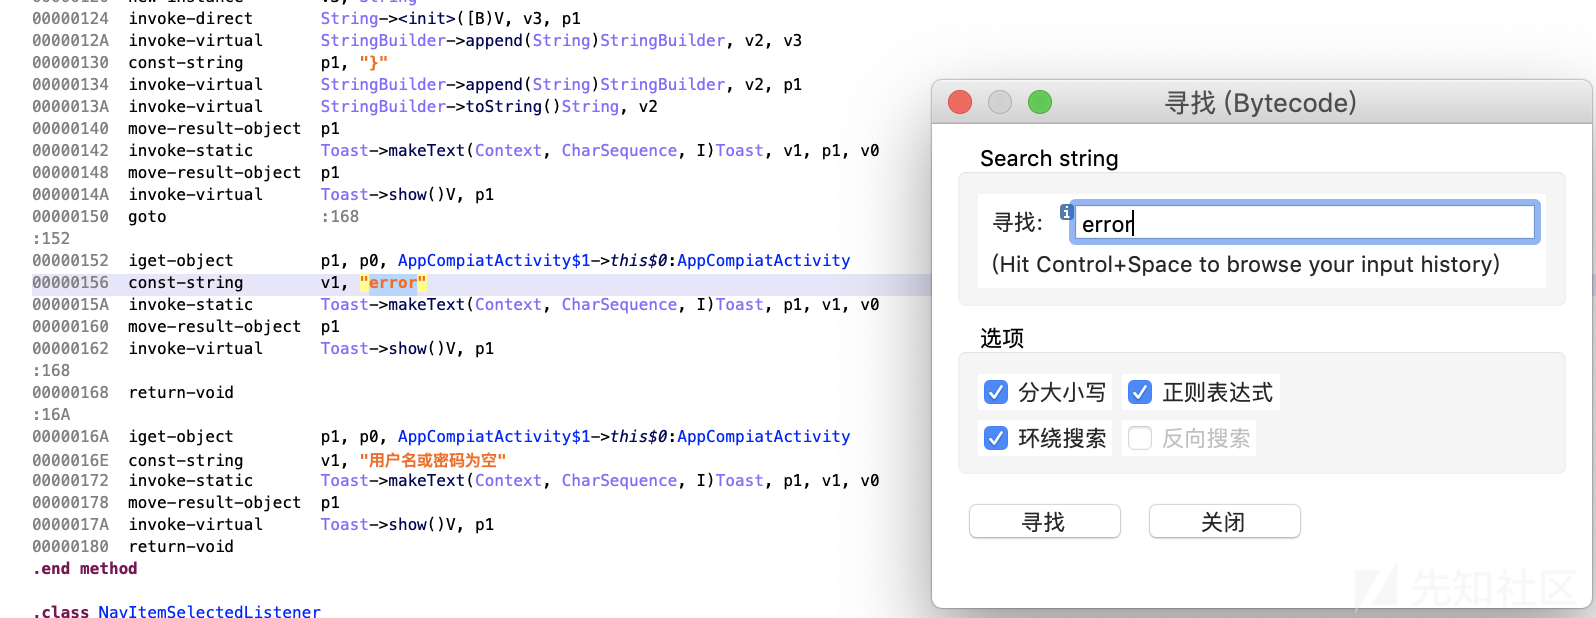 00000124 invoke-direct String-><init>([B)V, v3, p1
0000012A invoke-virtual StringBuilder->append(String)StringBuilder, v2, v3
00000130 const-string p1, "}"
00000134 invoke-virtual StringBuilder->append(String)StringBuilder, v2, p1
0000013A invoke-virtual StringBuilder->toString()String, v2
00000140 move-result-object p1
00000142 invoke-static Toast->makeText(Context, CharSequence, I)Toast, v1, p1, v0
00000148 move-result-object p1
0000014A invoke-virtual Toast->show()V, p1
00000150 goto :168
:152
00000152 iget-object p1, p0, AppCompiatActivity$1->this$0:AppCompiatActivity
00000156 const-string v1, "error"
0000015A invoke-static Toast->makeText(Context, CharSequence, I)Toast, p1, v1, v0
00000160 move-result-object p1
00000162 invoke-virtual Toast->show()V, p1
:168
00000168 return-void
:16A
0000016A iget-object p1, p0, AppCompiatActivity$1->this$0:AppCompiatActivity
0000016E const-string v1, "用户名或密码为空"
00000172 invoke-static Toast->makeText(Context, CharSequence, I)Toast, p1, v1, v0
00000178 move-result-object p1
0000017A invoke-virtual Toast->show()V, p1
00000180 return-void
.end method
.class NavItemSelectedListener
寻找 (Bytecode)
Search string
寻找: error
(Hit Control+Space to browse your input history)
选项
分大小写 正则表达式
环绕搜索 反向搜索
寻找 关闭
先知社区